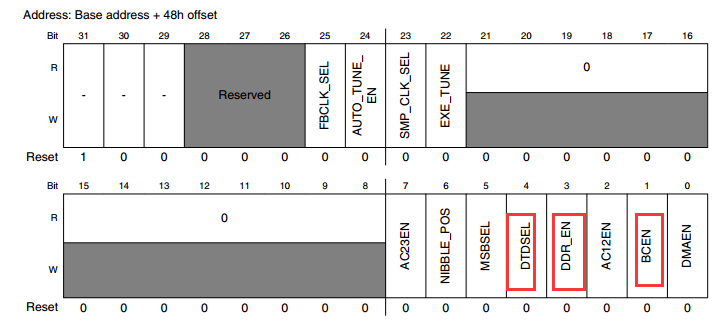 Address: Base address + 48h offset
Bit 31 30 29 28 27 26 25 24 23 22 21 20 19 18 17 16
R
W
- - - Reserved FBCLK_SEL AUTO_TUNE_EN SMP_CLK_SEL EXE_TUNE 0
Reset 1 0 0 0 0 0 0 0 0 0 0 0 0 0 0 0
Bit 15 14 13 12 11 10 9 8 7 6 5 4 3 2 1 0
R
W
0 AC23EN NIBBLE_POS MSBSEL DTDSEL DDR_EN AC12EN BCEN DMAEN
Reset 0 0 0 0 0 0 0 0 0 0 0 0 0 0 0 0